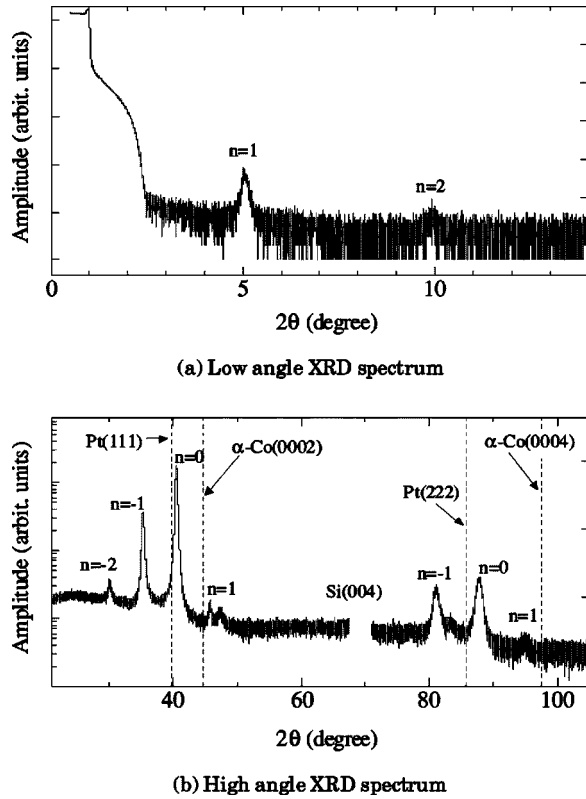 Amplitude (arbit. units)
n=1
n=2
0
5
10
2θ (degree)
(a) Low angle XRD spectrum
Amplitude (arbit. units)
Pt(111)
α-Co(0002)
α-Co(0004)
n=0
Pt(222)
n=-1
n=-2
n=1
Si(004)
n=-1
n=0
n=1
40
60
80
100
2θ (degree)
(b) High angle XRD spectrum